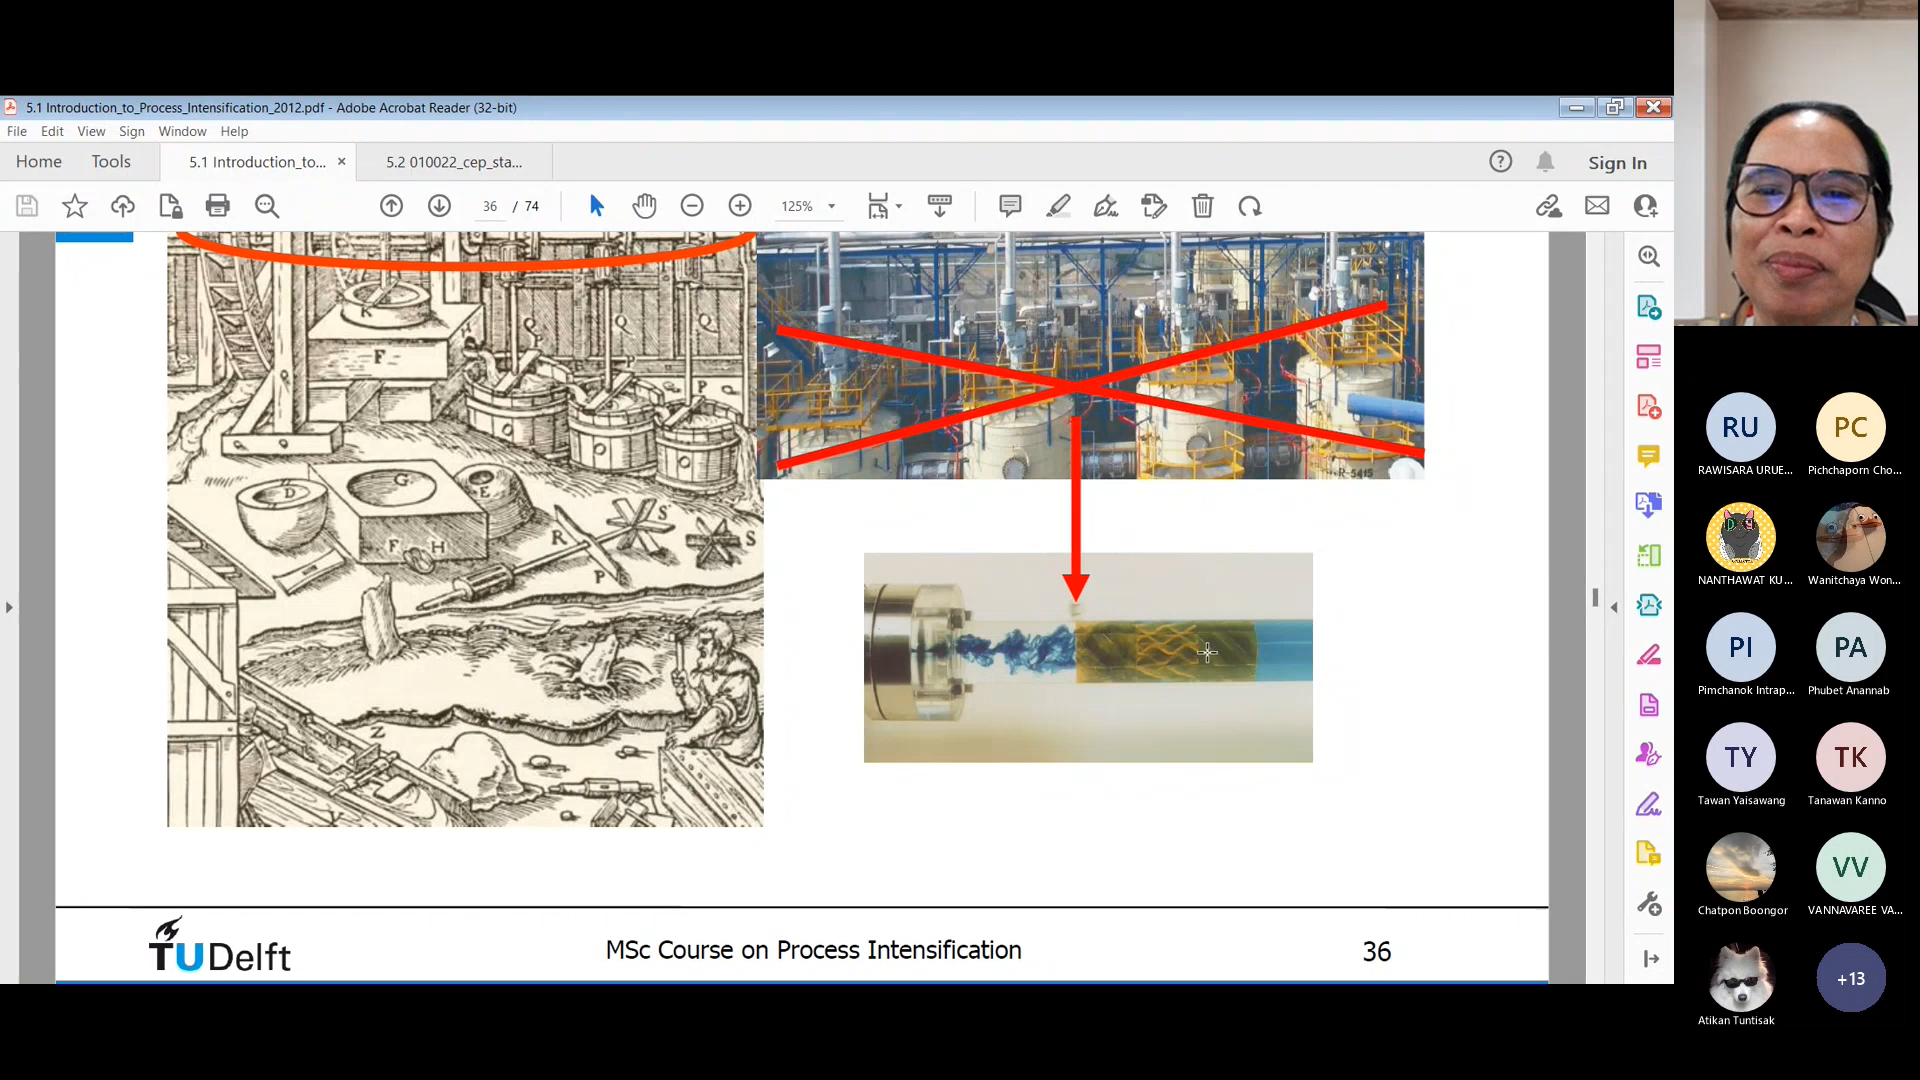 5.1 Introduction_to_Process_Intensification_2012.pdf - Adobe Acrobat Reader (32-bit)
File Edit View Sign Window Help
Home Tools 5.1 Introduction_to... × 5.2 010022_cep_sta... Sign In
36 / 74 125%
K
F
Q
P
Q
P
Q
P
D
G
E
F
H
R
P
S
S
Z
R-5415
TUDelft
MSc Course on Process Intensification
36
RU
RAWISARA URUE...
PC
Pichchaporn Cho...
NANTHAWAT KU...
Wanitchaya Won...
PI
Pimchanok Intrap...
PA
Phubet Anannab
TY
Tawan Yaisawang
TK
Tanawan Kanno
Chatpon Boongor
VV
VANNAVAREE VA...
Atikan Tuntisak
+13